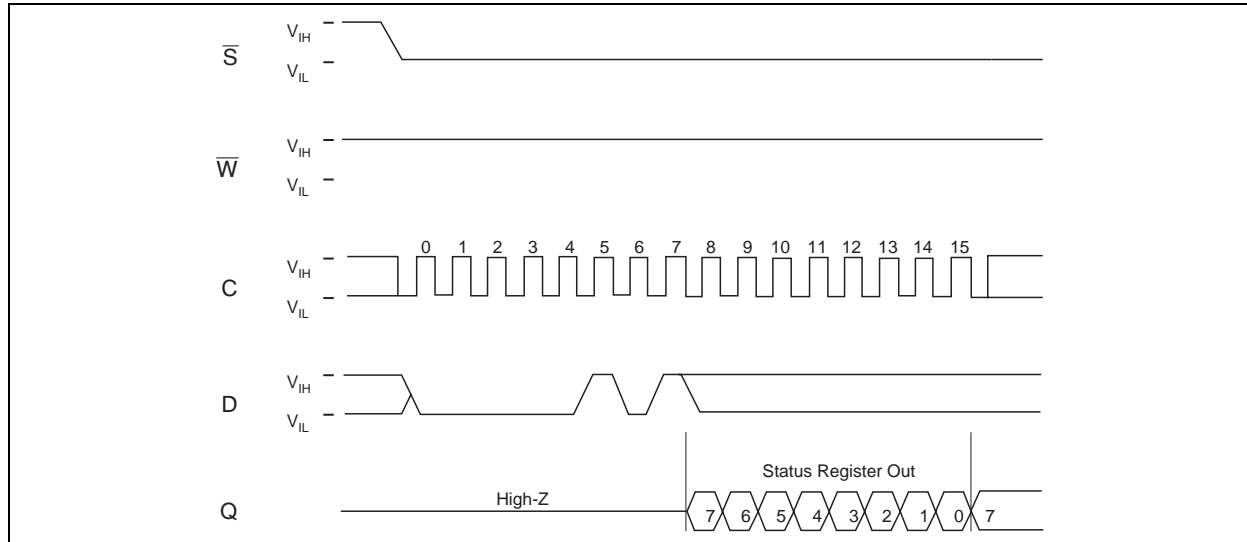 S̅
V_IH
V_IL
W̅
V_IH
V_IL
0 1 2 3 4 5 6 7 8 9 10 11 12 13 14 15
C
V_IH
V_IL
D
V_IH
V_IL
Status Register Out
High-Z
Q
7 6 5 4 3 2 1 0 7